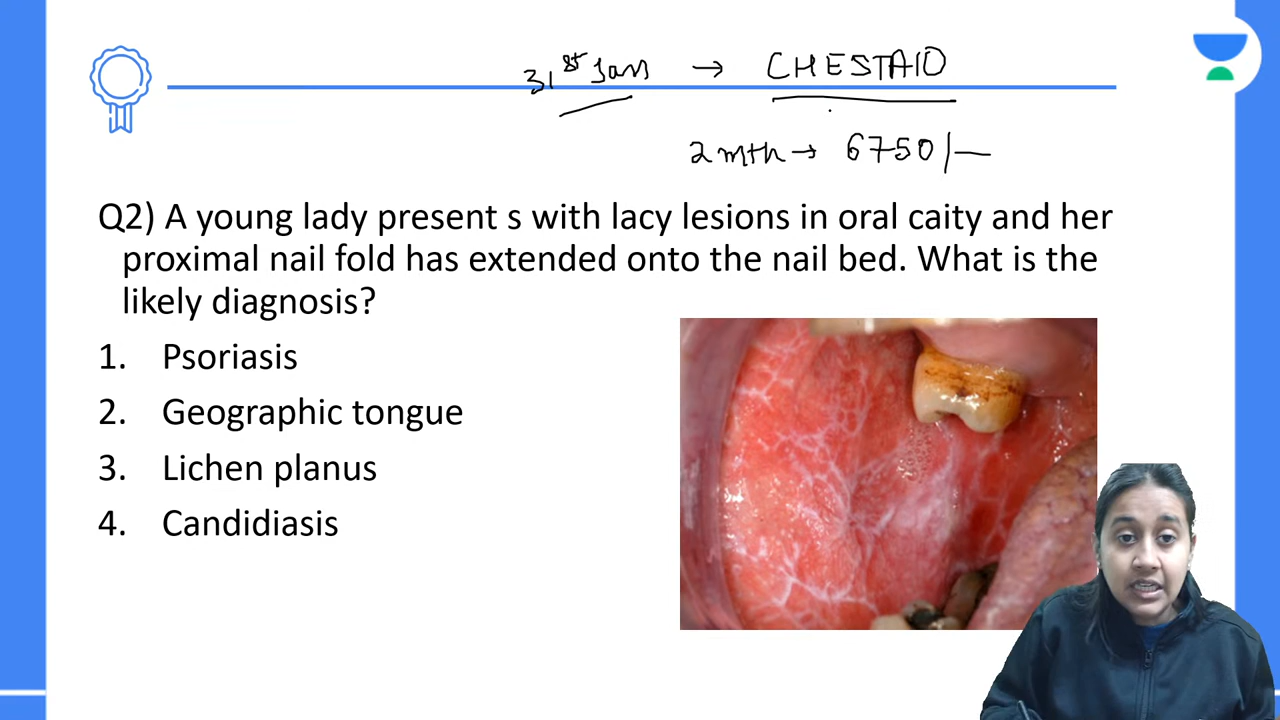 31st Jan → CHESTAID
2 mth → 6750/—
Q2) A young lady present s with lacy lesions in oral caity and her
proximal nail fold has extended onto the nail bed. What is the
likely diagnosis?
1. Psoriasis
2. Geographic tongue
3. Lichen planus
4. Candidiasis